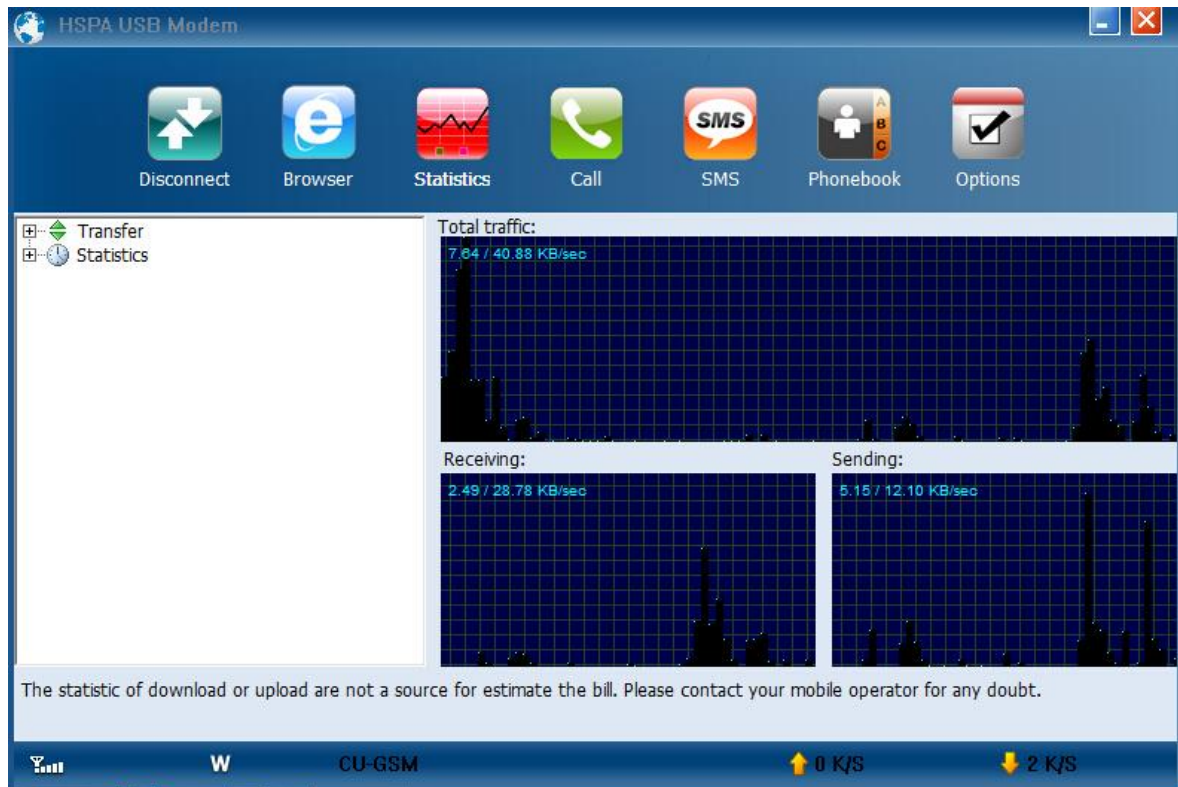 HSPA USB Modem
Disconnect Browser Statistics Call SMS Phonebook Options
SMS
A
B
C
Transfer
Statistics
Total traffic:
7.64 / 40.88 KB/sec
Receiving: Sending:
2.49 / 28.78 KB/sec 5.15 / 12.10 KB/sec
The statistic of download or upload are not a source for estimate the bill. Please contact your mobile operator for any doubt.
W CU-GSM 0 K/S 2 K/S